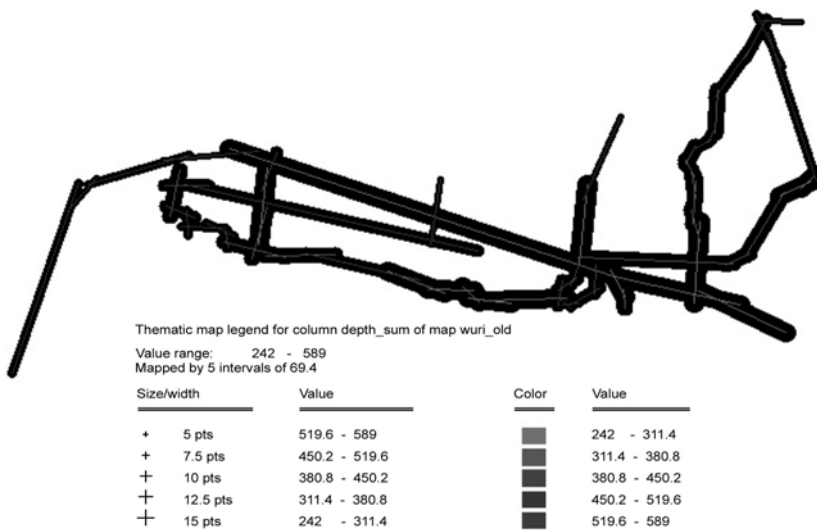 Thematic map legend for column depth_sum of map wuri_old
Value range: 242 - 589
Mapped by 5 intervals of 69.4
Size/width Value Color Value
5 pts 519.6 - 589 242 - 311.4
7.5 pts 450.2 - 519.6 311.4 - 380.8
10 pts 380.8 - 450.2 380.8 - 450.2
12.5 pts 311.4 - 380.8 450.2 - 519.6
15 pts 242 - 311.4 519.6 - 589